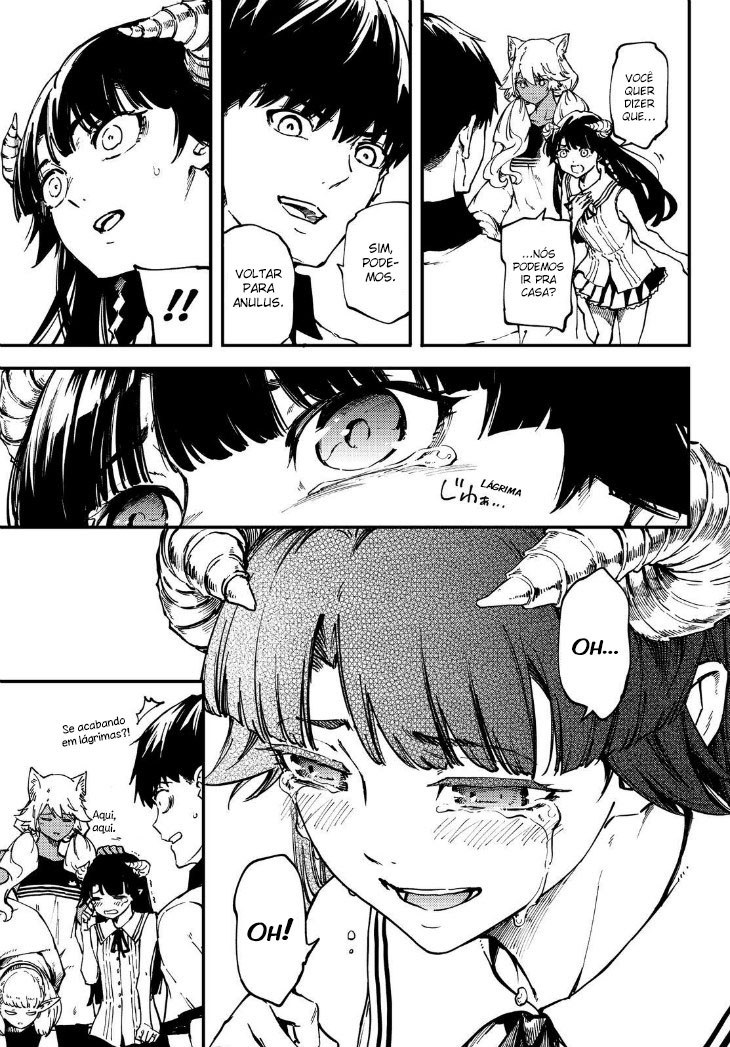 VOCÊ
QUER
DIZER
QUE...
...NÓS
PODEMOS
IR PRA
CASA?
SIM,
PODE-
MOS.
VOLTAR
PARA
ANULUS.
!!
LÁGRIMA
じわぁ...
OH...
OH!
Se acabando
em lágrimas?!
Aqui,
aqui.